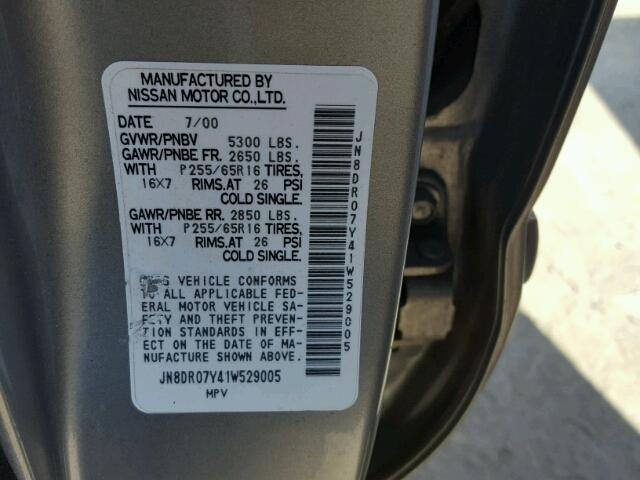 MANUFACTURED BY
NISSAN MOTOR CO.,LTD.
DATE 7/00
GVWR/PNBV 5300 LBS.
GAWR/PNBE FR. 2650 LBS.
WITH P255/65R16 TIRES,
16X7 RIMS.AT 26 PSI
COLD SINGLE.
GAWR/PNBE RR. 2850 LBS.
WITH P255/65R16 TIRES,
16X7 RIMS.AT 26 PSI
COLD SINGLE.
VEHICLE CONFORMS
ALL APPLICABLE FED-
ERAL MOTOR VEHICLE SA-
FETY AND THEFT PREVEN-
TION STANDARDS IN EFF-
ECT ON THE DATE OF MA-
NUFACTURE SHOWN ABOVE.
JN8DR07Y41W529005
MPV
JN8DR07Y41W529005